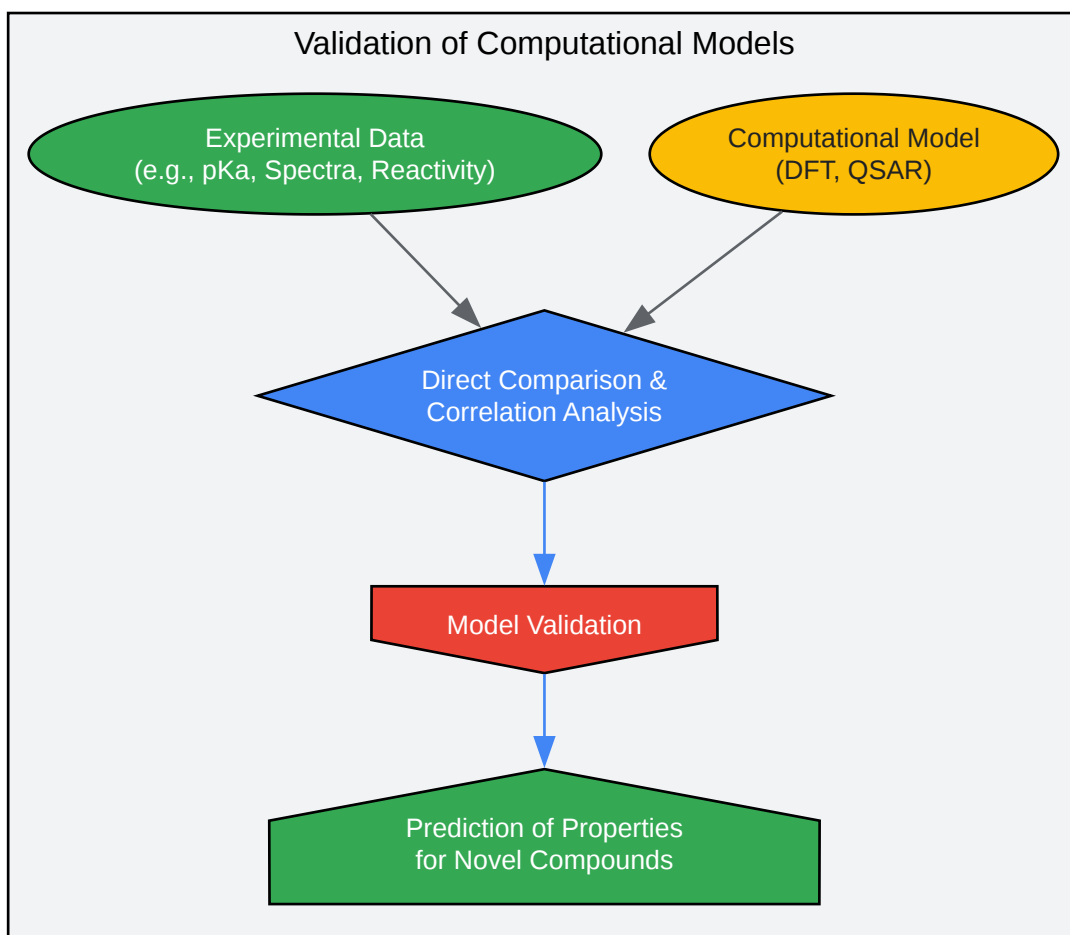 Validation of Computational Models
Experimental Data
(e.g., pKa, Spectra, Reactivity)
Computational Model
(DFT, QSAR)
Direct Comparison &
Correlation Analysis
Model Validation
Prediction of Properties
for Novel Compounds